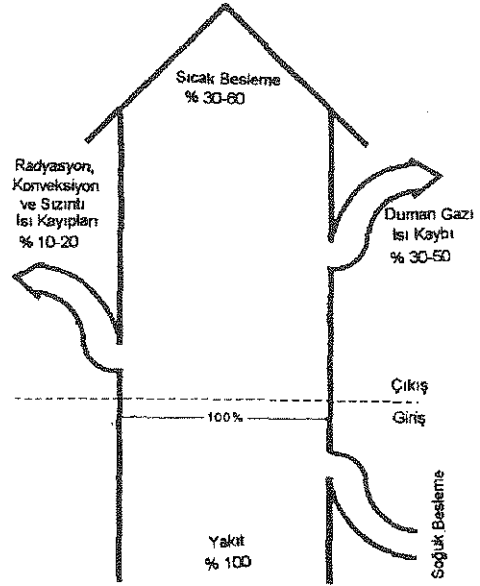 Sıcak Besleme
% 30-60
Radyasyon,
Konveksiyon
ve Sızıntı
Isı Kayıpları
% 10-20
Duman Gazı
Isı Kaybı
% 30-50
Çıkış
100%
Giriş
Soğuk Besleme
Yakıt
% 100